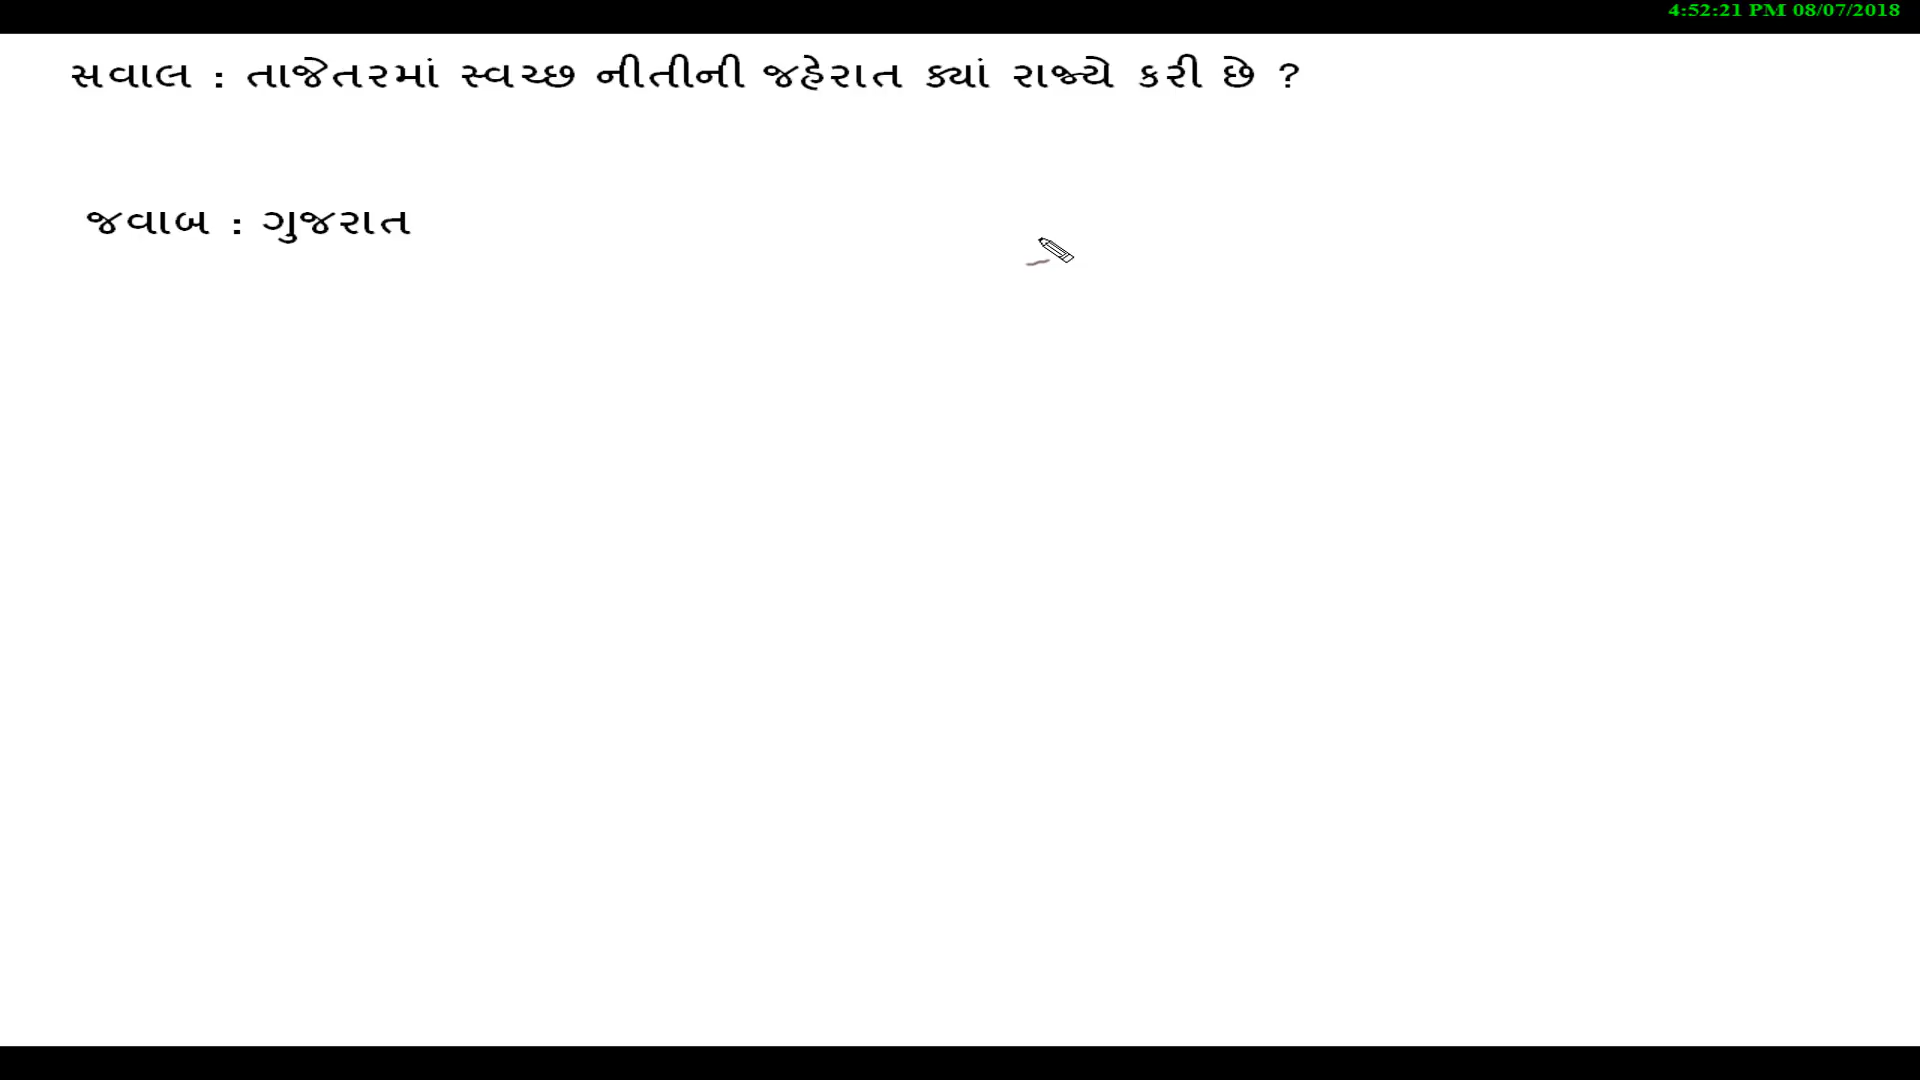 4:52:21 PM 08/07/2018
સવાલ : તાજેતરમાં સ્વચ્છ નીતીની જહેરાત ક્યાં રાજ્યે કરી છે ?
જવાબ : ગુજરાત